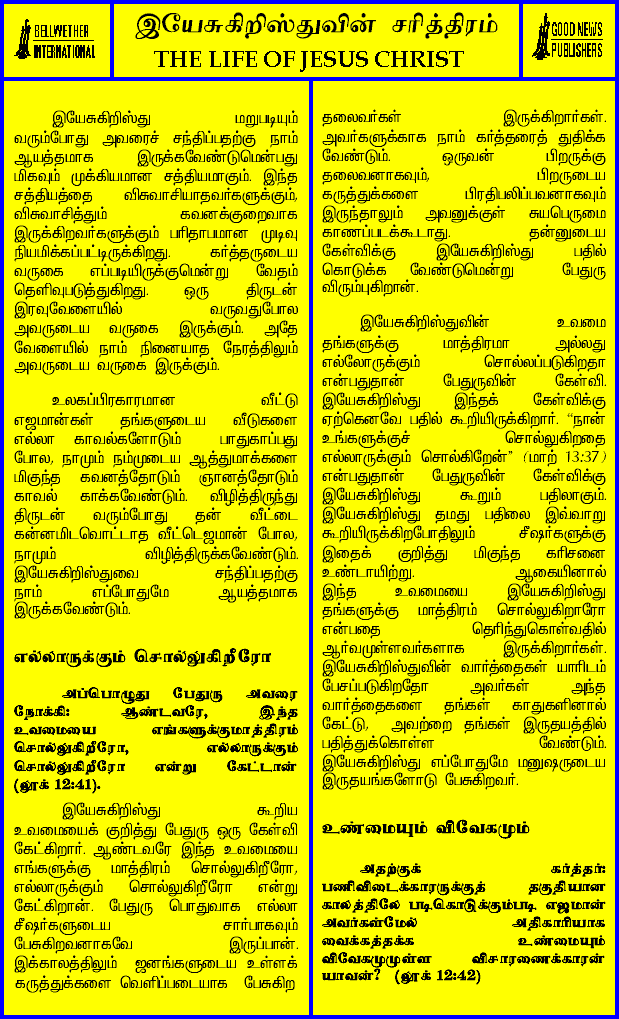 BELLWETHER
INTERNATIONAL
இயேசுகிறிஸ்துவின் சரித்திரம்
THE LIFE OF JESUS CHRIST
GOOD NEWS
PUBLISHERS
இயேசுகிறிஸ்து மறுபடியும்
வரும்போது அவரைச் சந்திப்பதற்கு நாம்
ஆயத்தமாக இருக்கவேண்டுமென்பது
மிகவும் முக்கியமான சத்தியமாகும். இந்த
சத்தியத்தை விசுவாசியாதவர்களுக்கும்,
விசுவாசித்தும் கவனக்குறைவாக
இருக்கிறவர்களுக்கும் பரிதாபமான முடிவு
நியமிக்கப்பட்டிருக்கிறது. கர்த்தருடைய
வருகை எப்படியிருக்குமென்று வேதம்
தெளிவுபடுத்துகிறது. ஒரு திருடன்
இரவுவேளையில் வருவதுபோல
அவருடைய வருகை இருக்கும். அதே
வேளையில் நாம் நினையாத நேரத்திலும்
அவருடைய வருகை இருக்கும்.
உலகப்பிரகாரமான வீட்டு
எஜமான்கள் தங்களுடைய வீடுகளை
எல்லா காவல்களோடும் பாதுகாப்பது
போல, நாமும் நம்முடைய ஆத்துமாக்களை
மிகுந்த கவனத்தோடும் ஞானத்தோடும்
காவல் காக்கவேண்டும். விழித்திருந்து
திருடன் வரும்போது தன் வீட்டை
கன்னமிடவொட்டாத வீட்டெஜமான் போல,
நாமும் விழித்திருக்கவேண்டும்.
இயேசுகிறிஸ்துவை சந்திப்பதற்கு
நாம் எப்போதுமே ஆயத்தமாக
இருக்கவேண்டும்.
எல்லாருக்கும் சொல்லுகிறீரோ
அப்பொழுது பேதுரு அவரை
நோக்கி: ஆண்டவரே, இந்த
உவமையை எங்களுக்குமாத்திரம்
சொல்லுகிறீரோ, எல்லாருக்கும்
சொல்லுகிறீரோ என்று கேட்டான்
(லூக் 12:41).
இயேசுகிறிஸ்து கூறிய
உவமையைக் குறித்து பேதுரு ஒரு கேள்வி
கேட்கிறார். ஆண்டவரே இந்த உவமையை
எங்களுக்கு மாத்திரம் சொல்லுகிறீரோ,
எல்லாருக்கும் சொல்லுகிறீரோ என்று
கேட்கிறான். பேதுரு பொதுவாக எல்லா
சீஷர்களுடைய சார்பாகவும்
பேசுகிறவனாகவே இருப்பான்.
இக்காலத்திலும் ஜனங்களுடைய உள்ளக்
கருத்துக்களை வெளிப்படையாக பேசுகிற
தலைவர்கள் இருக்கிறார்கள்.
அவர்களுக்காக நாம் கர்த்தரைத் துதிக்க
வேண்டும். ஒருவன் பிறருக்கு
தலைவனாகவும், பிறருடைய
கருத்துக்களை பிரதிபலிப்பவனாகவும்
இருந்தாலும் அவனுக்குள் சுயபெருமை
காணப்படக்கூடாது. தன்னுடைய
கேள்விக்கு இயேசுகிறிஸ்து பதில்
கொடுக்க வேண்டுமென்று பேதுரு
விரும்புகிறான்.
இயேசுகிறிஸ்துவின் உவமை
தங்களுக்கு மாத்திரமா அல்லது
எல்லோருக்கும் சொல்லப்படுகிறதா
என்பதுதான் பேதுருவின் கேள்வி.
இயேசுகிறிஸ்து இந்தக் கேள்விக்கு
ஏற்கெனவே பதில் கூறியிருக்கிறார். “நான்
உங்களுக்குச் சொல்லுகிறதை
எல்லாருக்கும் சொல்கிறேன்” (மாற் 13:37)
என்பதுதான் பேதுருவின் கேள்விக்கு
இயேசுகிறிஸ்து கூறும் பதிலாகும்.
இயேசுகிறிஸ்து தமது பதிலை இவ்வாறு
கூறியிருக்கிறபோதிலும் சீஷர்களுக்கு
இதைக் குறித்து மிகுந்த கரிசனை
உண்டாயிற்று. ஆகையினால்
இந்த உவமையை இயேசுகிறிஸ்து
தங்களுக்கு மாத்திரம் சொல்லுகிறாரோ
என்பதை தெரிந்துகொள்வதில்
ஆர்வமுள்ளவர்களாக இருக்கிறார்கள்.
இயேசுகிறிஸ்துவின் வார்த்தைகள் யாரிடம்
பேசப்படுகிறதோ அவர்கள் அந்த
வார்த்தைகளை தங்கள் காதுகளினால்
கேட்டு, அவற்றை தங்கள் இருதயத்தில்
பதித்துக்கொள்ள வேண்டும்.
இயேசுகிறிஸ்து எப்போதுமே மனுஷருடைய
இருதயங்களோடு பேசுகிறவர்.
உண்மையும் விவேகமும்
அதற்குக் கர்த்தர்:
பணிவிடைக்காரருக்குத் தகுதியான
காலத்திலே படிகொடுக்கும்படி எஜமான்
அவர்கள்மேல் அதிகாரியாக
வைக்கத்தக்க உண்மையும்
விவேகமுமுள்ள விசாரணைக்காரன்
யாவன்? (லூக் 12:42)